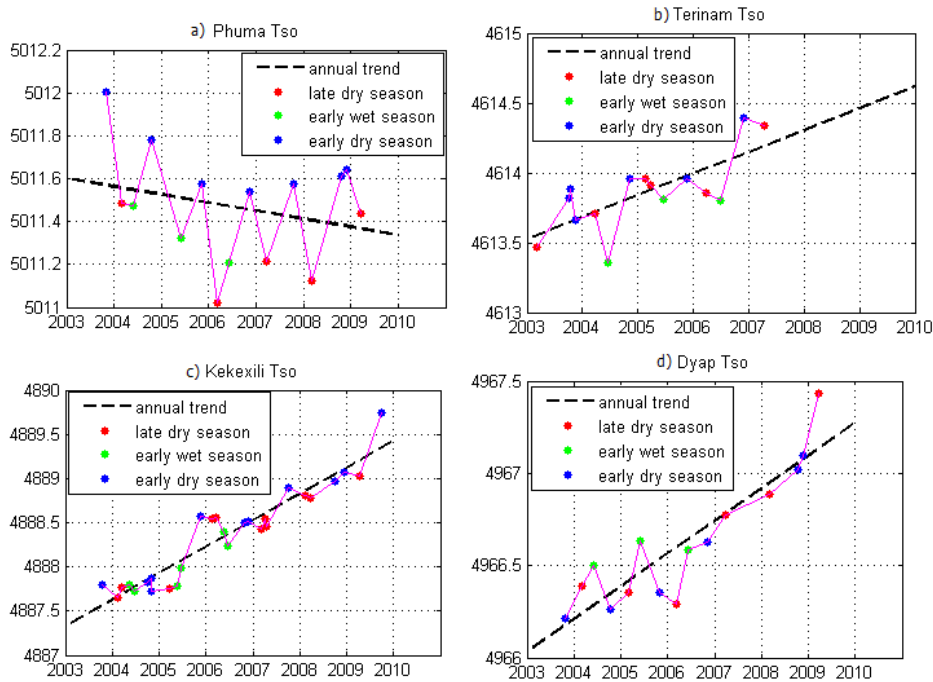 a) Phuma Tso
5012.2
5012
5011.8
5011.6
5011.4
5011.2
5011
annual trend
late dry season
early wet season
early dry season
2003 2004 2005 2006 2007 2008 2009 2010
b) Terinam Tso
4615
4614.5
4614
4613.5
4613
annual trend
late dry season
early wet season
early dry season
2003 2004 2005 2006 2007 2008 2009 2010
c) Kekexili Tso
4890
4889.5
4889
4888.5
4888
4887.5
4887
annual trend
late dry season
early wet season
early dry season
2003 2004 2005 2006 2007 2008 2009 2010
d) Dyap Tso
4967.5
4967
4966.5
4966
annual trend
late dry season
early wet season
early dry season
2003 2004 2005 2006 2007 2008 2009 2010